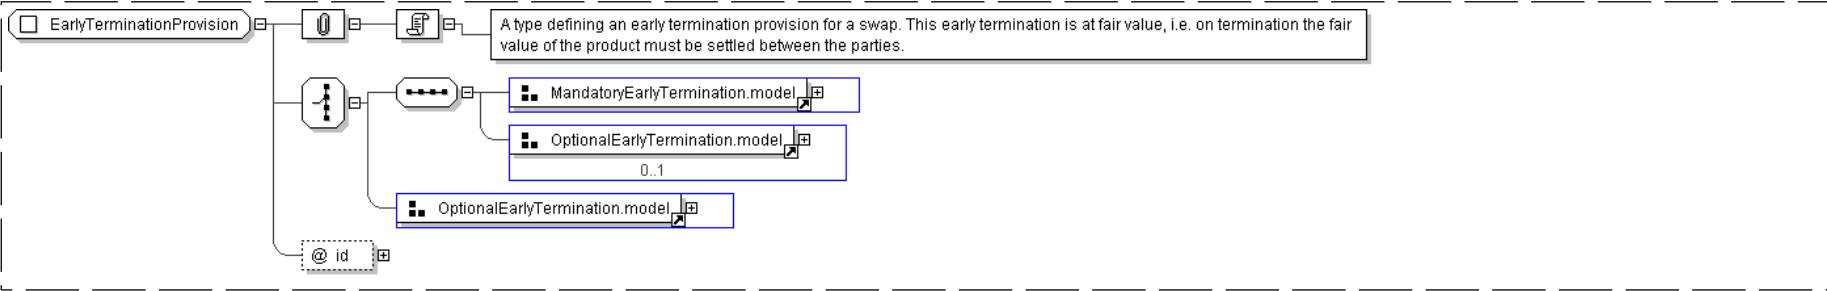 EarlyTerminationProvision
A type defining an early termination provision for a swap. This early termination is at fair value, i.e. on termination the fair
value of the product must be settled between the parties.
MandatoryEarlyTermination.model
OptionalEarlyTermination.model
0..1
OptionalEarlyTermination.model
@ id